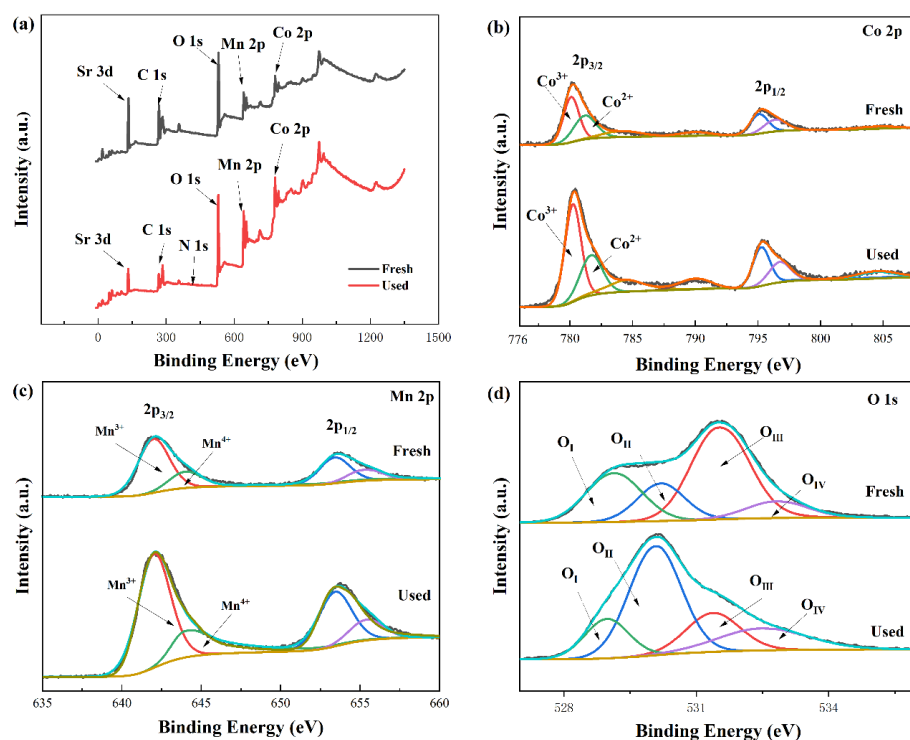 (a)
Sr 3d
C 1s
O 1s
Mn 2p
Co 2p
Sr 3d
C 1s
N 1s
O 1s
Mn 2p
Co 2p
Fresh
Used
0 300 600 900 1200 1500
Binding Energy (eV)
Intensity (a.u.)
(b)
Co 2p
2p3/2
Co3+
Co2+
2p1/2
Fresh
Co3+
Co2+
Used
776 780 785 790 795 800 805
Binding Energy (eV)
Intensity (a.u.)
(c)
Mn 2p
2p3/2
Mn3+
Mn4+
2p1/2
Fresh
Mn3+
Mn4+
Used
635 640 645 650 655 660
Binding Energy (eV)
Intensity (a.u.)
(d)
O 1s
OI
OII
OIII
OIV
Fresh
OI
OII
OIII
OIV
Used
528 531 534
Binding Energy (eV)
Intensity (a.u.)